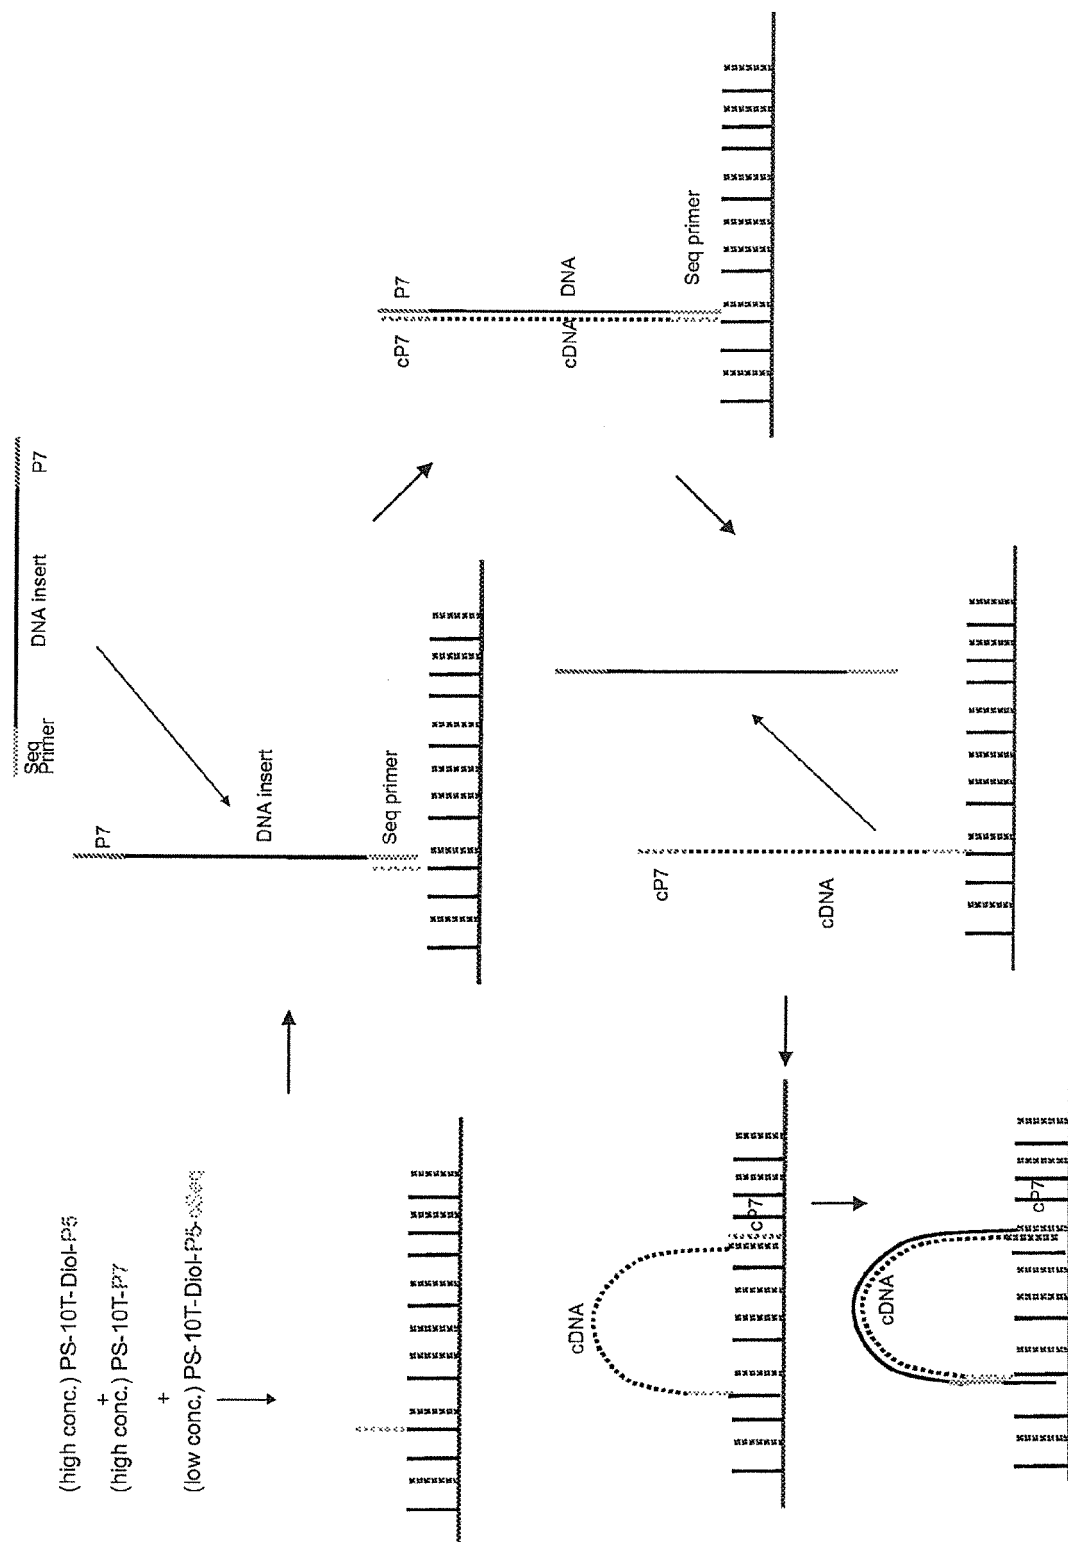 (high conc.) PS-10T-Diol-P5
+
(high conc.) PS-10T-P7
+
(low conc.) PS-10T-Diol-P5-
Seq
Primer
DNA insert
P7
P7
DNA insert
Seq primer
cP7
P7
cDNA
DNA
Seq primer
cP7
cDNA
cDNA
cP7
cDNA
cP7